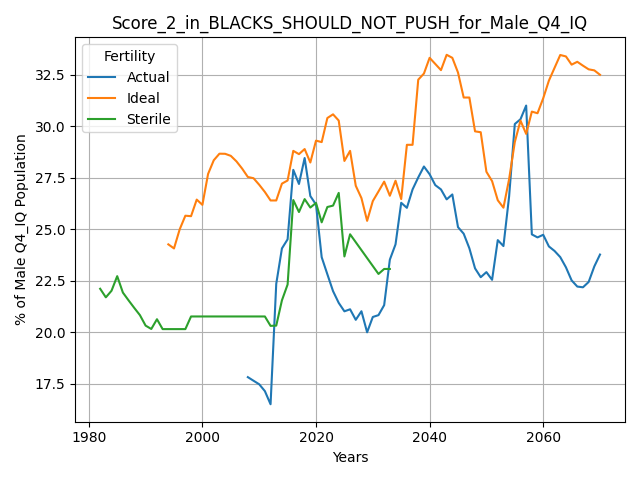 Score_2_in_BLACKS_SHOULD_NOT_PUSH_for_Male_Q4_IQ
Fertility
Actual
Ideal
Sterile
% of Male Q4_IQ Population
32.5
30.0
27.5
25.0
22.5
20.0
17.5
1980
2000
2020
2040
2060
Years